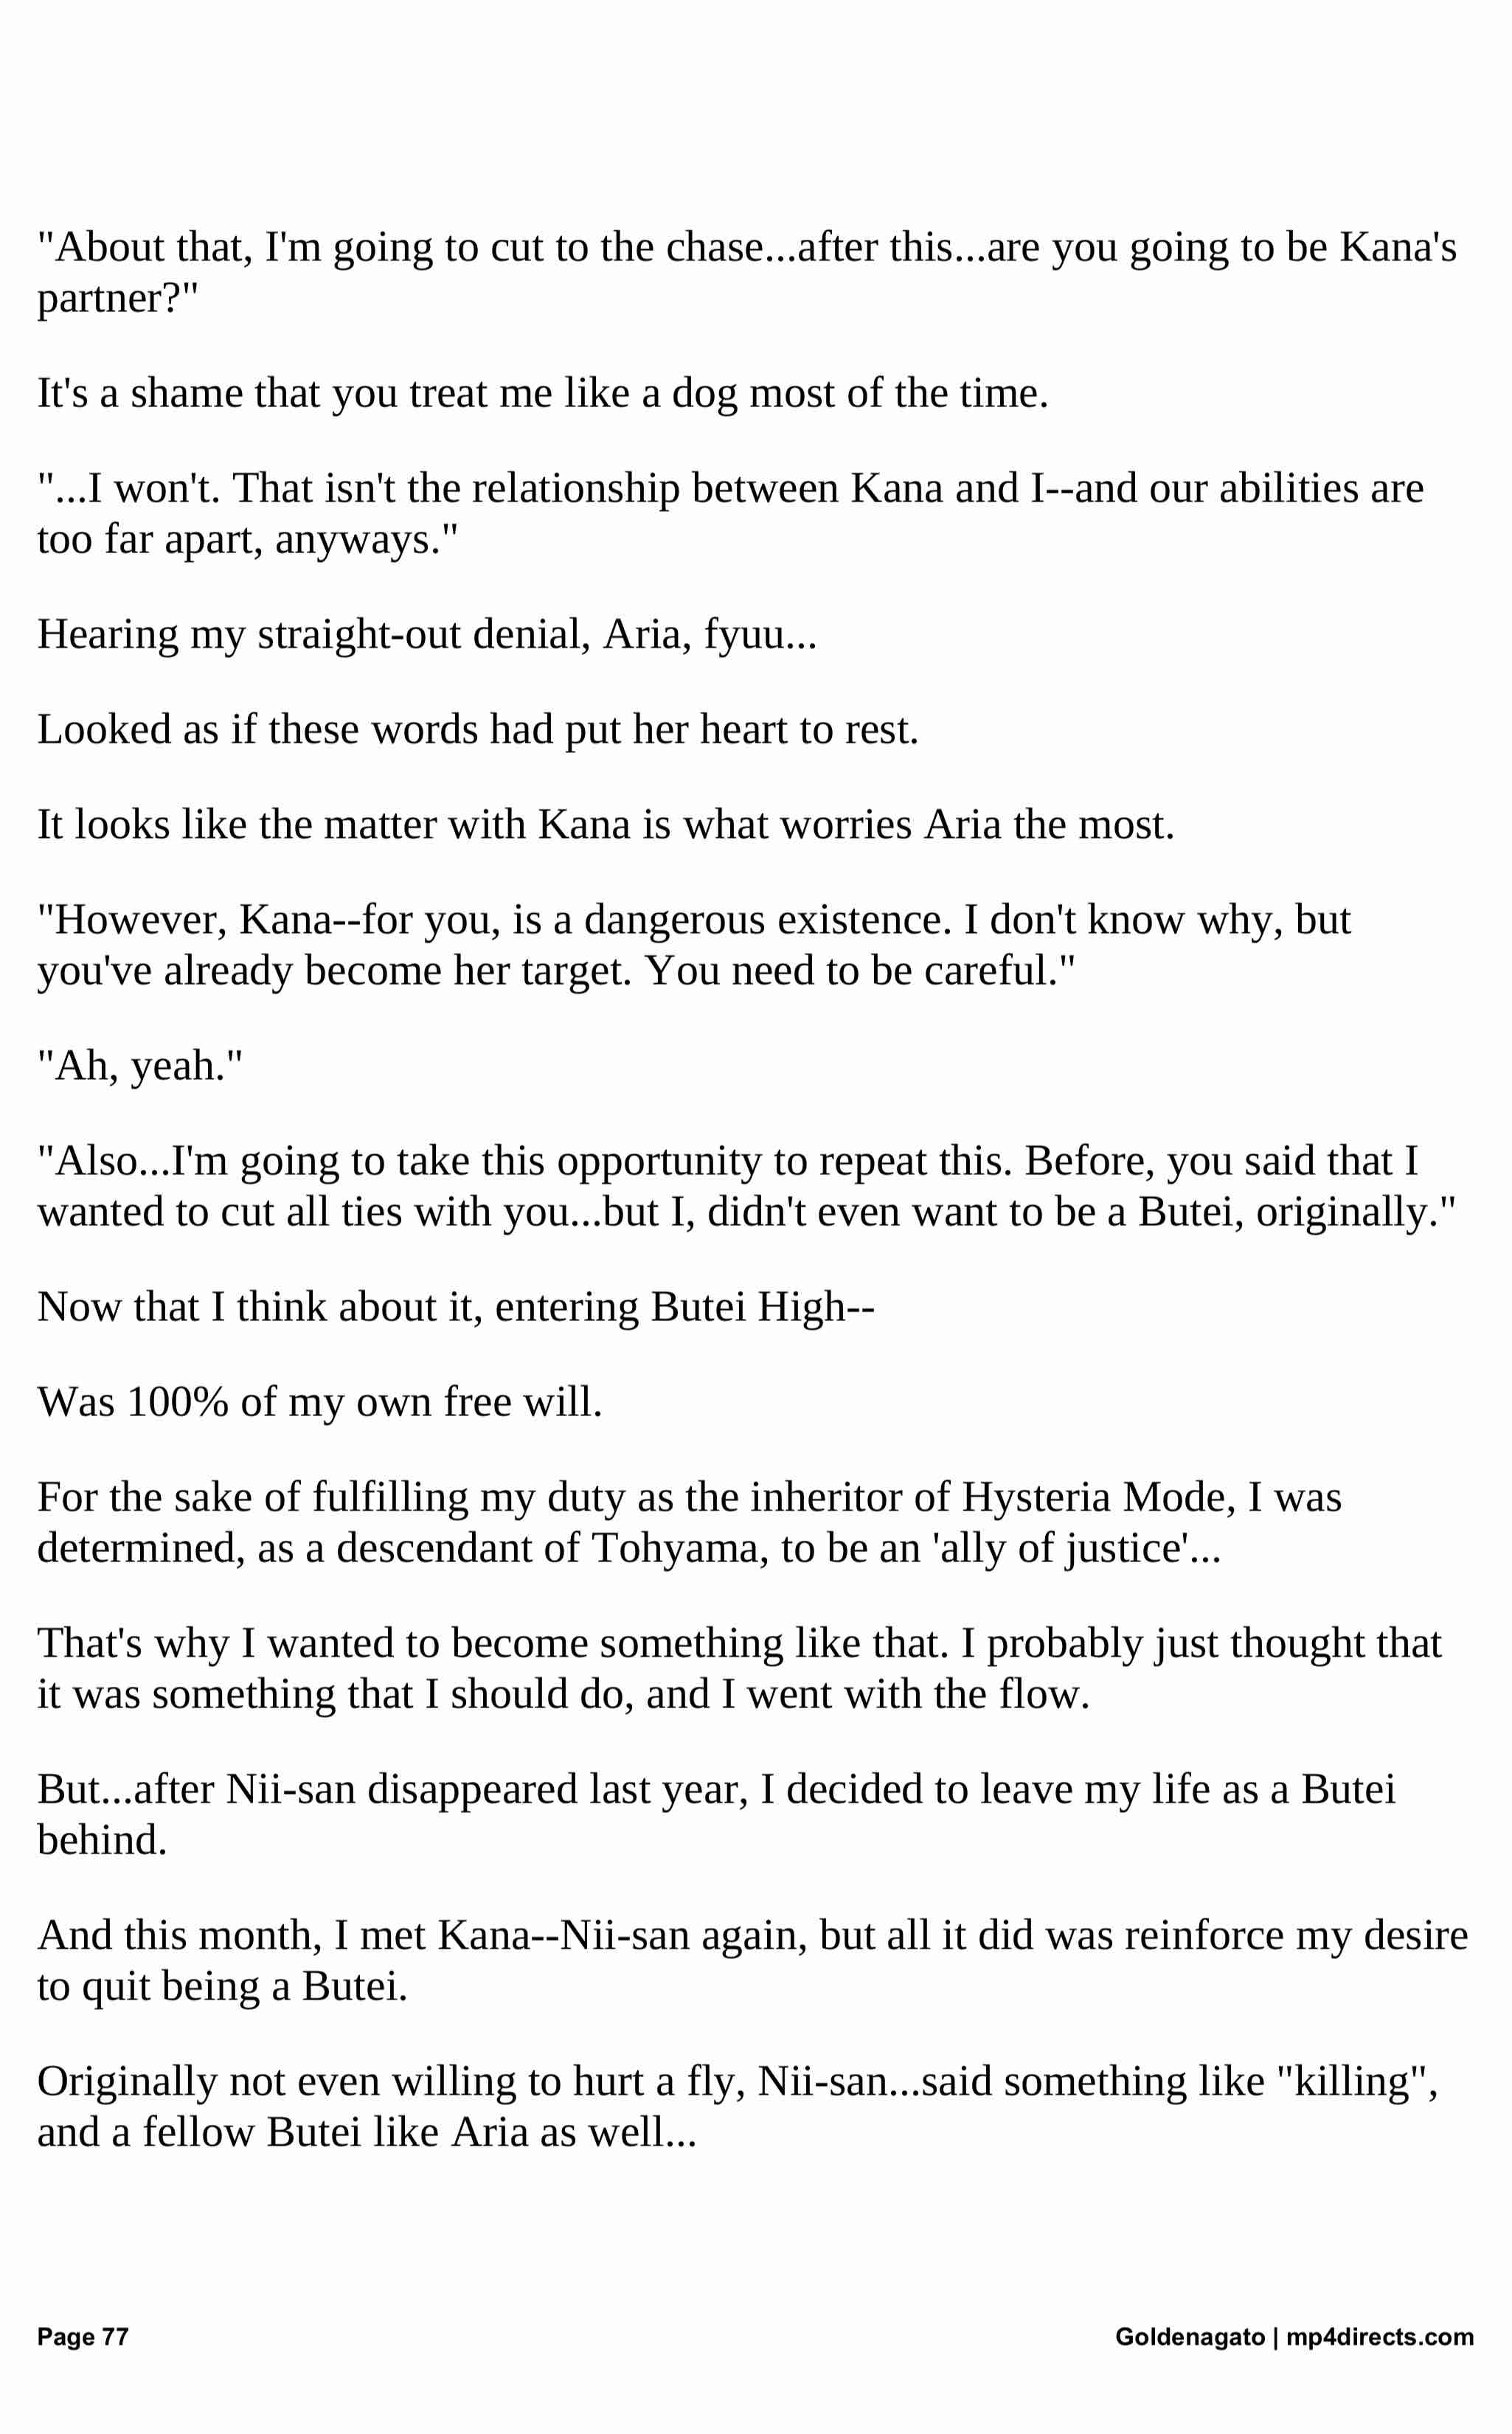 "About that, I'm going to cut to the chase...after this...are you going to be Kana's
partner?"
It's a shame that you treat me like a dog most of the time.
"...I won't. That isn't the relationship between Kana and I--and our abilities are
too far apart, anyways."
Hearing my straight-out denial, Aria, fyuu...
Looked as if these words had put her heart to rest.
It looks like the matter with Kana is what worries Aria the most.
"However, Kana--for you, is a dangerous existence. I don't know why, but
you've already become her target. You need to be careful."
"Ah, yeah."
"Also...I'm going to take this opportunity to repeat this. Before, you said that I
wanted to cut all ties with you...but I, didn't even want to be a Butei, originally."
Now that I think about it, entering Butei High--
Was 100% of my own free will.
For the sake of fulfilling my duty as the inheritor of Hysteria Mode, I was
determined, as a descendant of Tohyama, to be an 'ally of justice'...
That's why I wanted to become something like that. I probably just thought that
it was something that I should do, and I went with the flow.
But...after Nii-san disappeared last year, I decided to leave my life as a Butei
behind.
And this month, I met Kana--Nii-san again, but all it did was reinforce my desire
to quit being a Butei.
Originally not even willing to hurt a fly, Nii-san...said something like "killing",
and a fellow Butei like Aria as well...
Page 77
Goldenagato | mp4directs.com